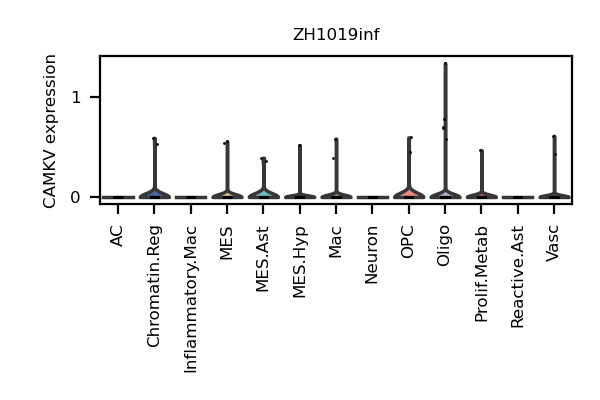 ZH1019inf
CAMKV expression
1
0
AC
Chromatin.Reg
Inflammatory.Mac
MES
MES.Ast
MES.Hyp
Mac
Neuron
OPC
Oligo
Prolif.Metab
Reactive.Ast
Vasc